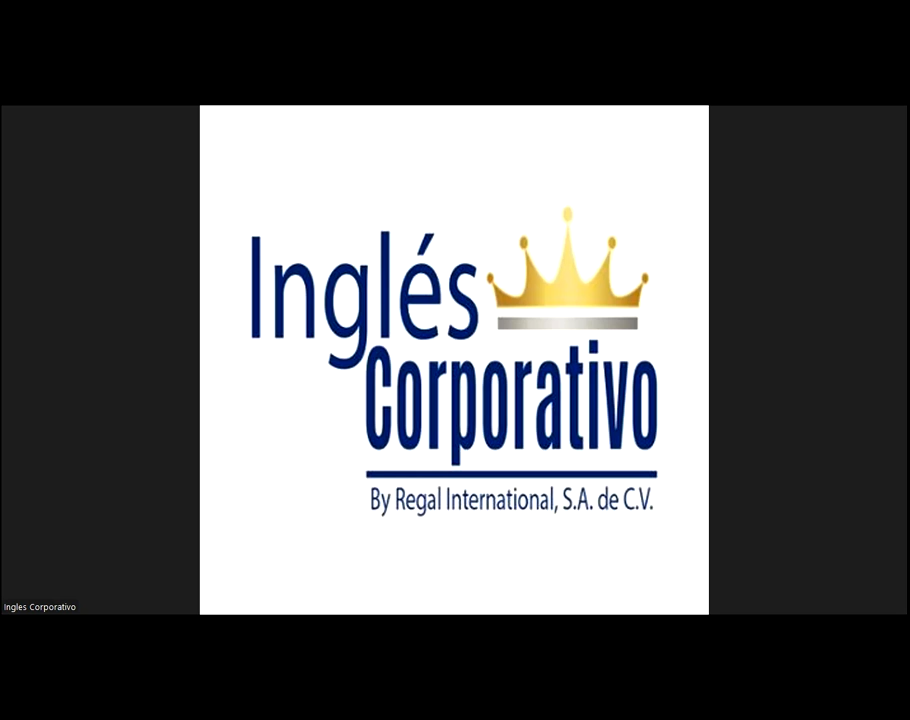 Inglés
Corporativo
By Regal International, S.A. de C.V.
Ingles Corporativo